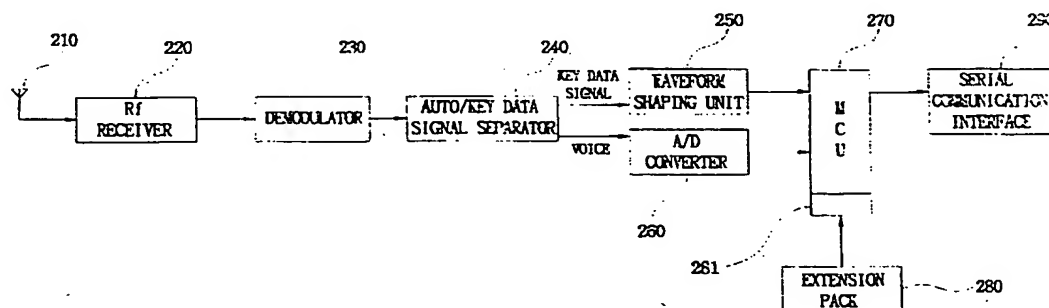 210
220
230
240
250
270
Rf
RECEIVER
DEMODULATOR
AUTO/KEY DATA
SIGNAL SEPARATOR
KEY DATA
SIGNAL
VOICE
WAVEFORM
SHAPING UNIT
A/D
CONVERTER
260
M
C
U
SERIAL
COMMUNICATION
INTERFACE
261
EXTENSION
PACK
280